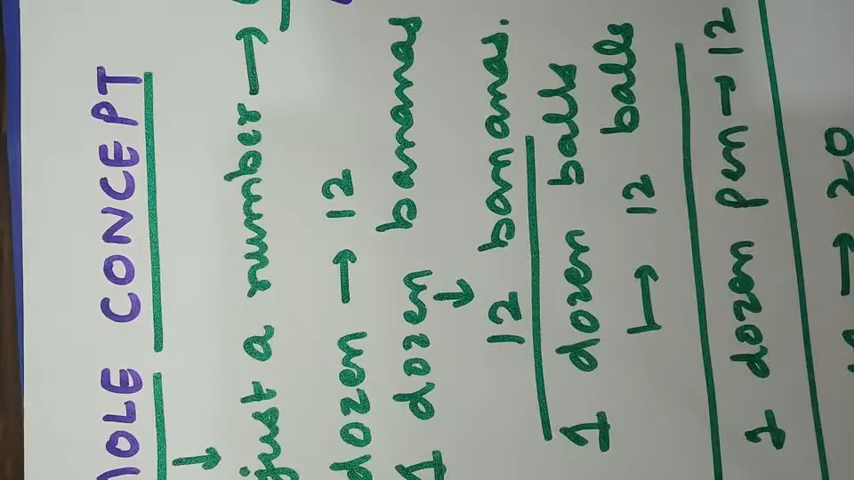 MOLE CONCEPT
↓
just a number →
dozen → 12
1 dozen bananas
↓
12 bananas.
1 dozen balls
↦ 12 balls
1 dozen pen → 12
→ 20